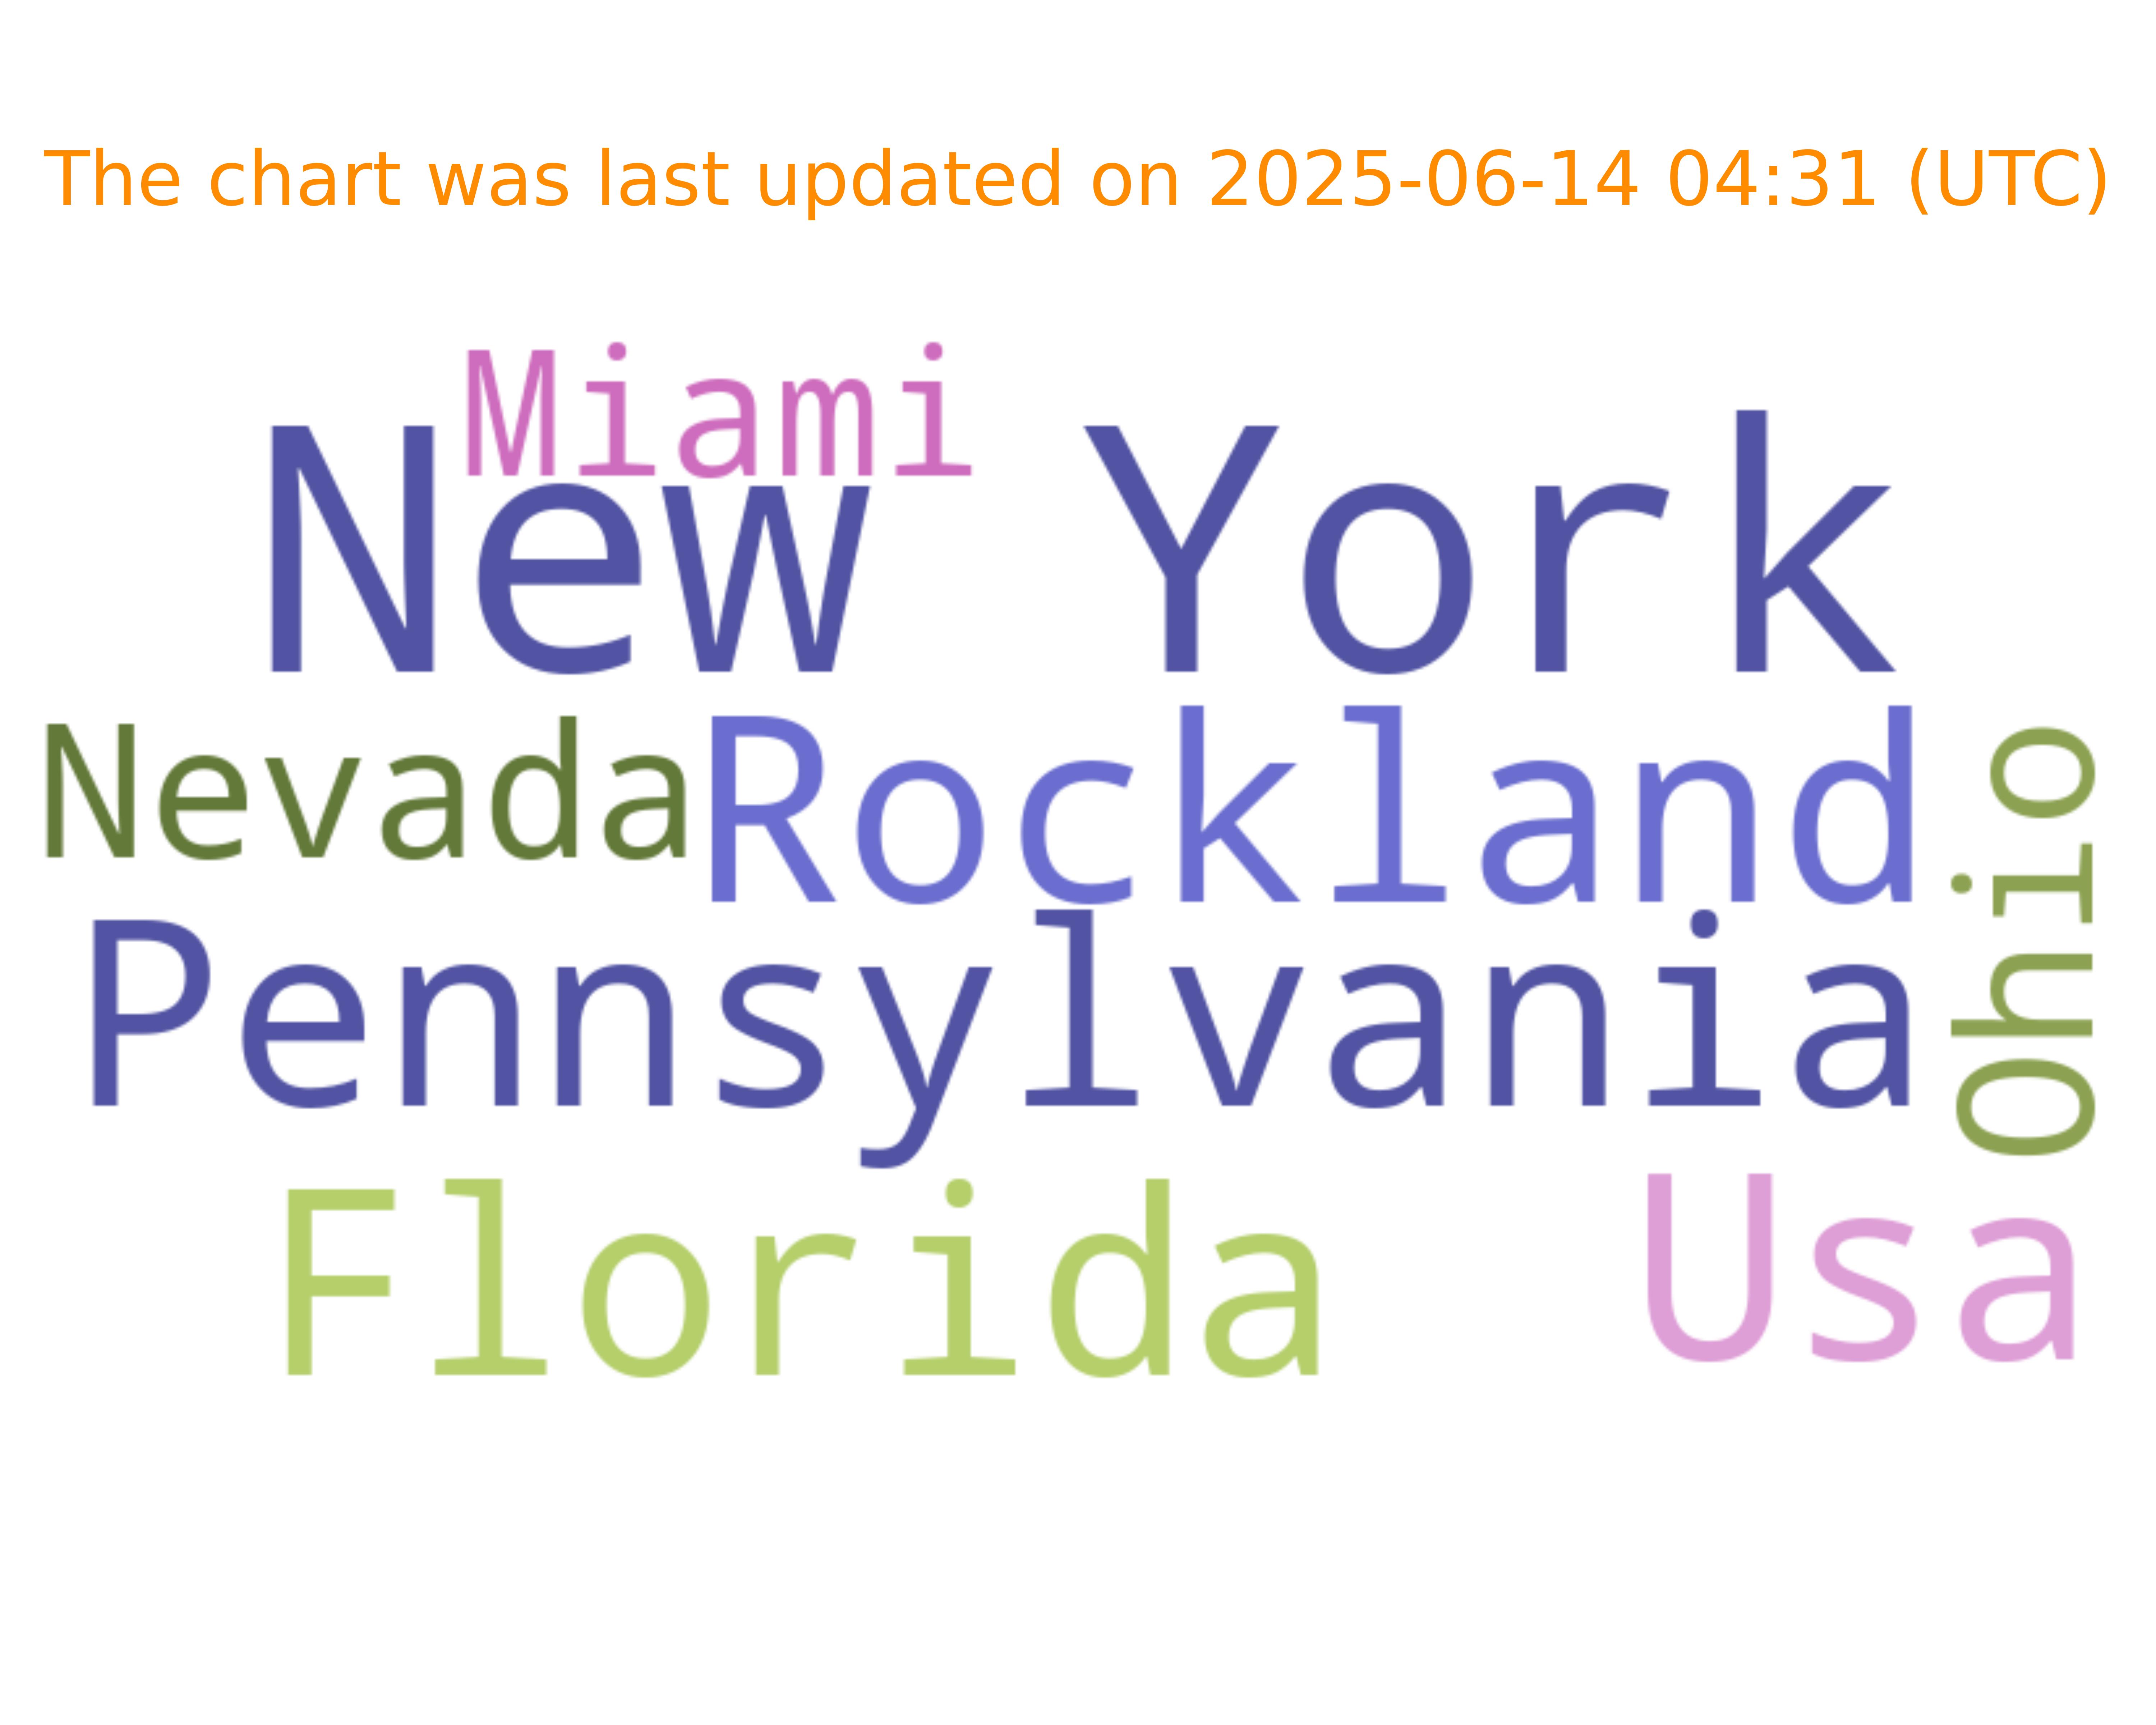 The chart was last updated on 2025-06-14 04:31 (UTC)
Miami
New York
Nevada
Rockland
Ohio
Pennsylvania
Florida
Usa